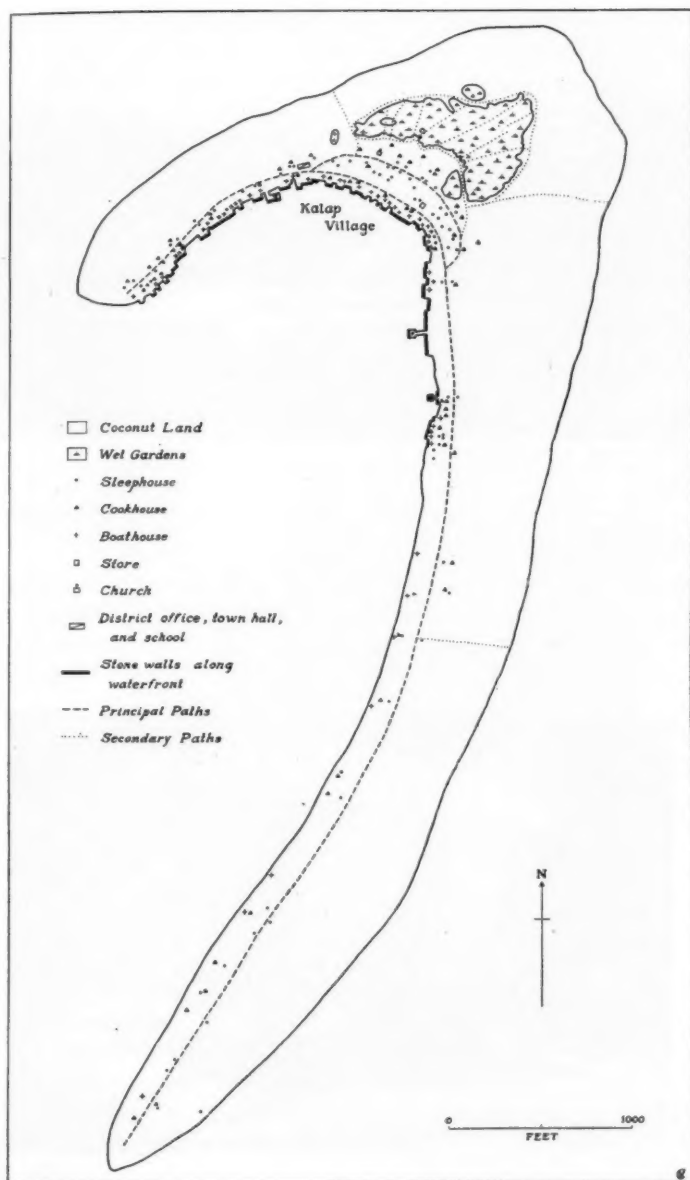 Kalap
Village
Coconut Land
Wet Gardens
Sleephouse
Cookhouse
Boathouse
Store
Church
District office, town hall,
and school
Stone walls along
waterfront
Principal Paths
Secondary Paths
N
0 1000
FEET